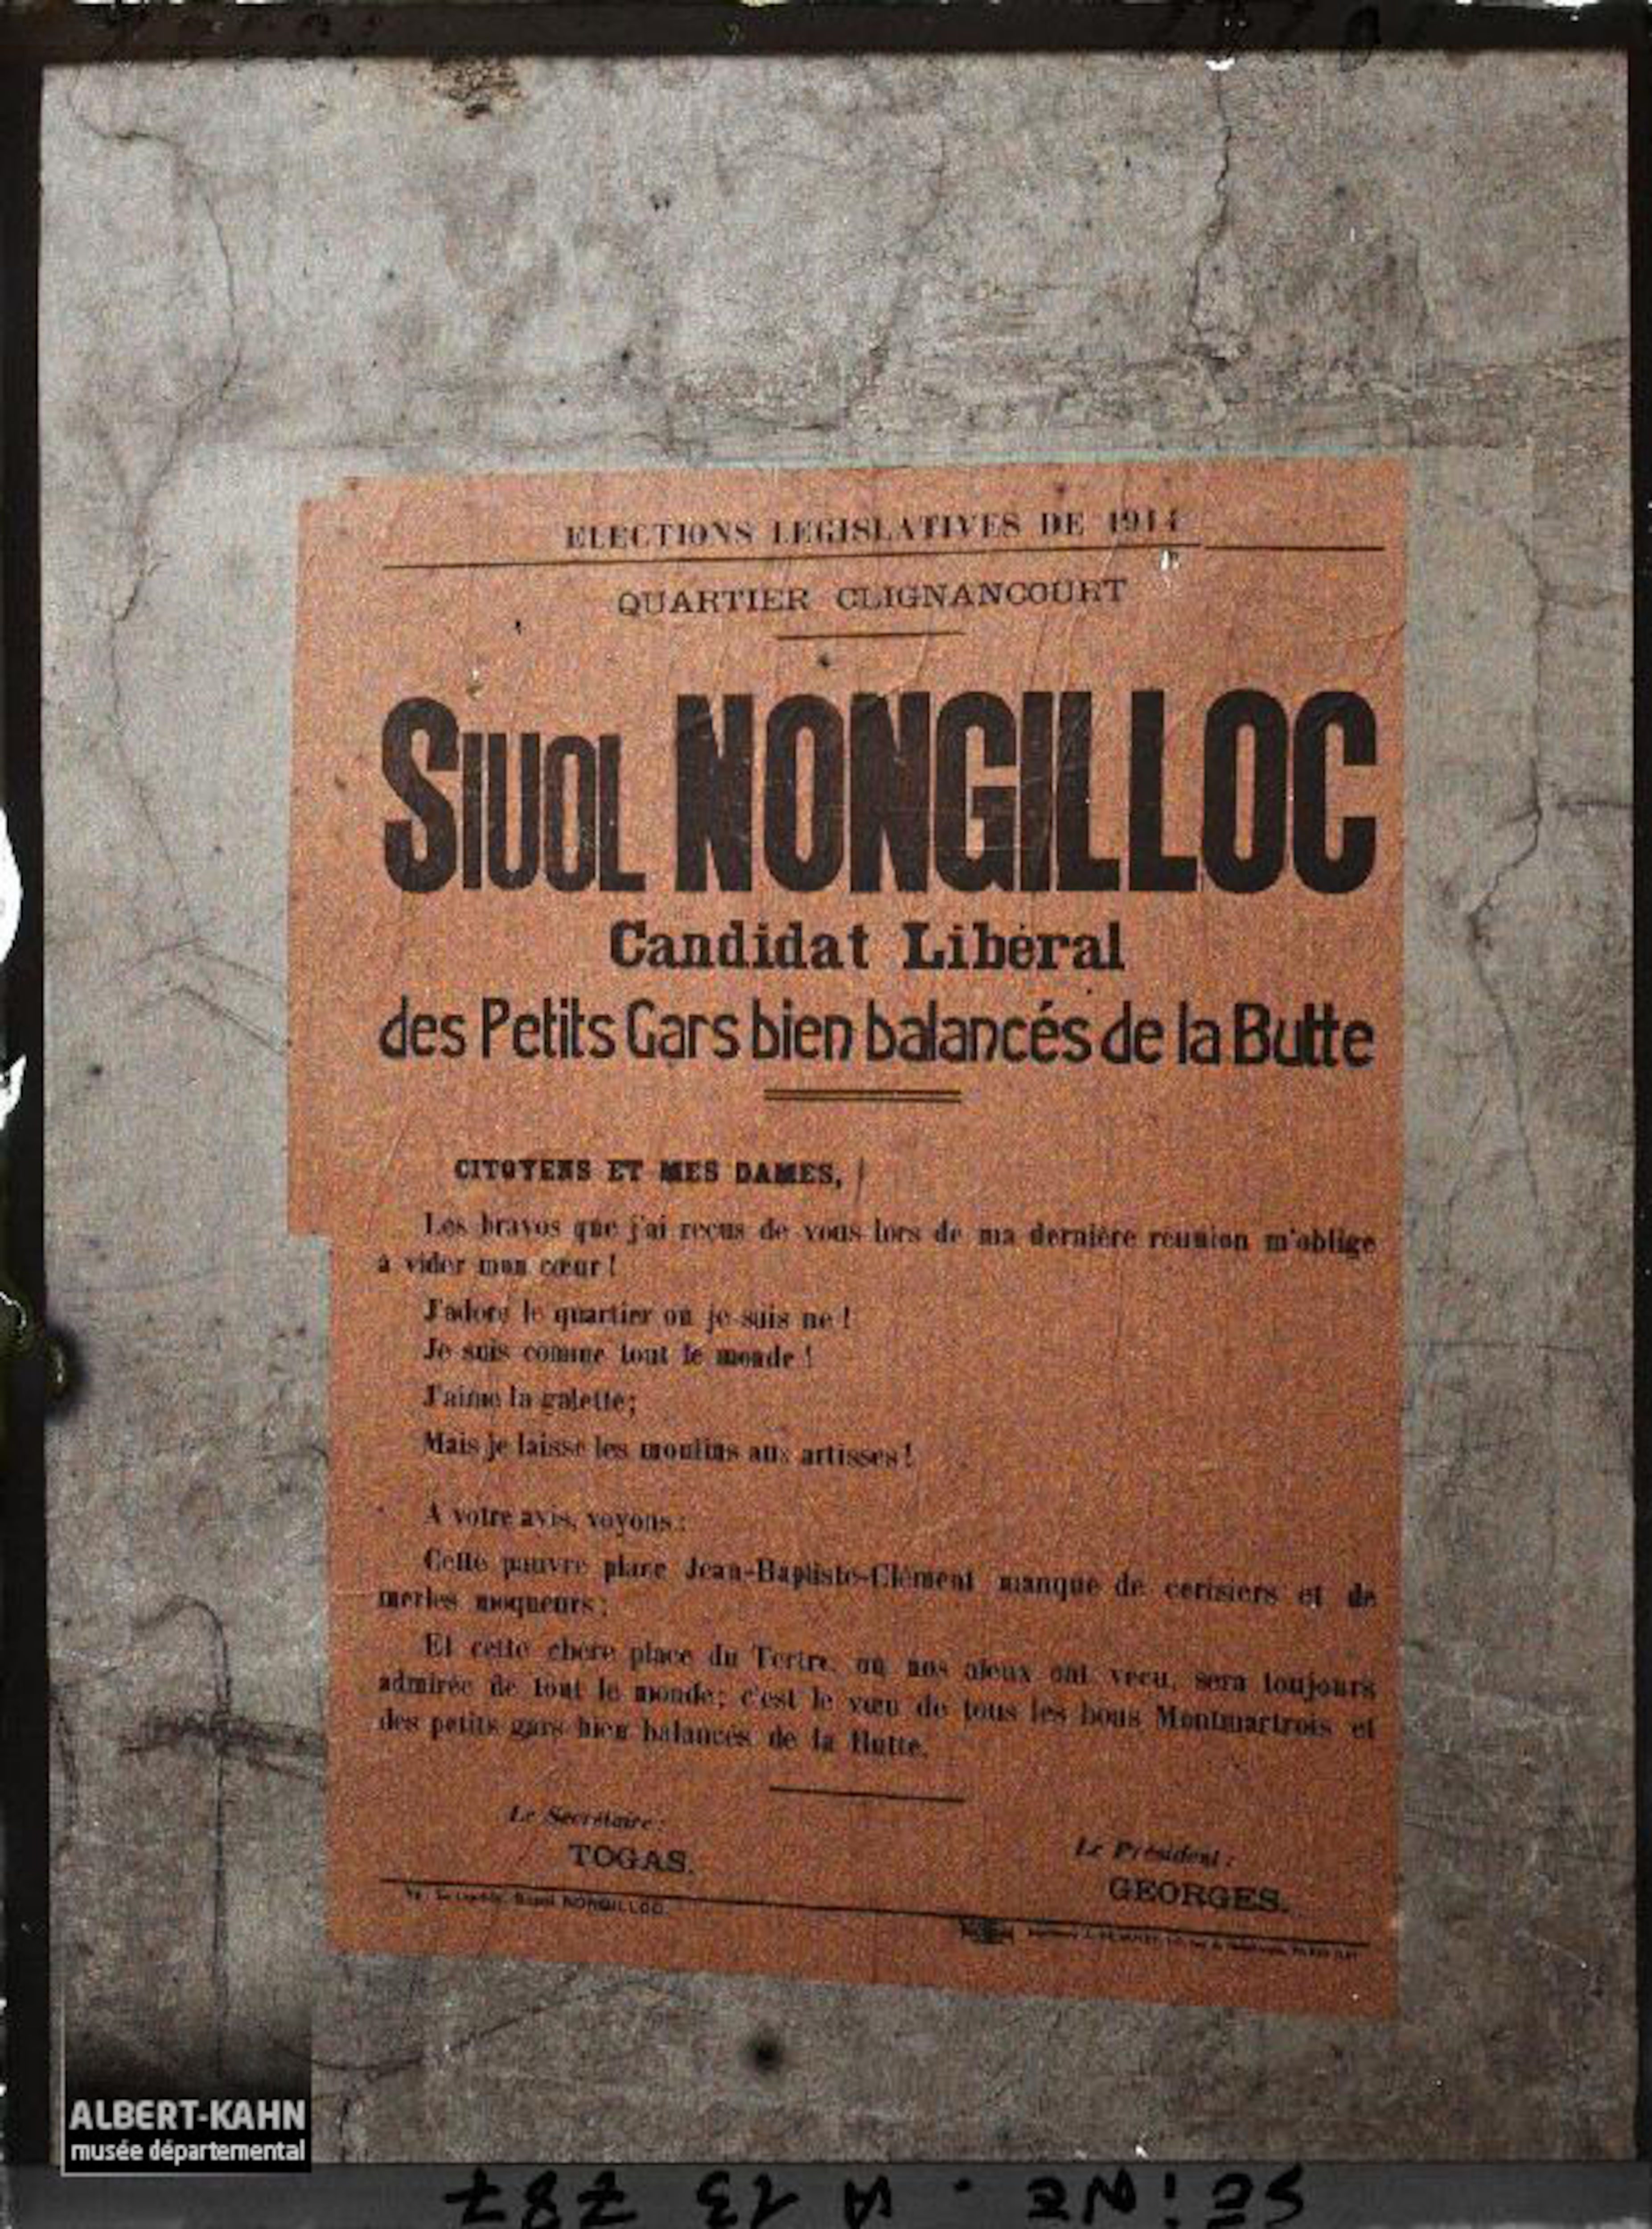 ELECTIONS LEGISLATIVES DE 1914
QUARTIER CLIGNANCOURT
SIUOL NONGILLOC
Candidat Libéral
des Petits Gars bien balancés de la Butte
CITOYENS ET MES DAMES,
Les bravos que j'ai reçus de vous lors de ma dernière réunion m'oblige
à vider mon cœur !
J'adore le quartier où je suis né !
Je suis comme tout le monde !
J'aime la galette;
Mais je laisse les moulins aux artisses !
A votre avis, voyons :
Cette pauvre place Jean-Baptiste-Clément manque de cerisiers et de
merles moqueurs;
Et cette chère place du Tertre, où nos aïeux ont vécu, sera toujours
admirée de tout le monde; c'est le vœu de tous les bons Montmartrois et
des petits gars bien balancés de la Butte.
Le Secrétaire :
TOGAS.
Le Président :
GEORGES.
NONGILLOC.
ALBERT-KAHN
musée départemental
SEINE. A 13 787